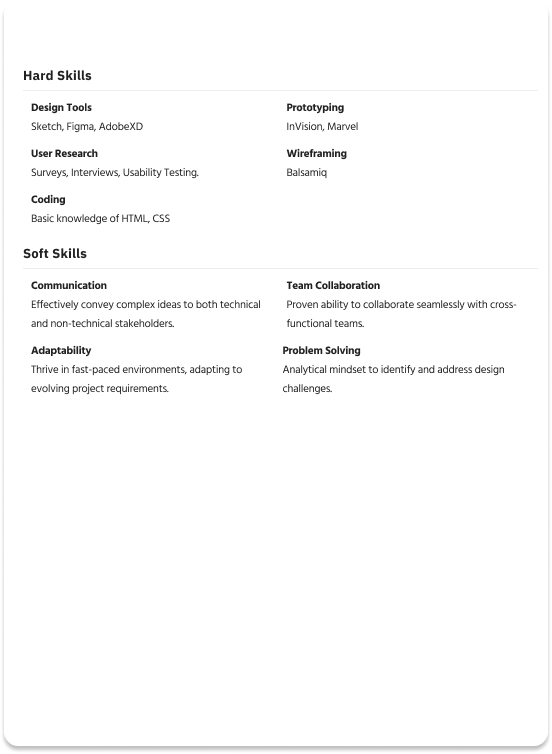 Hard Skills
Design Tools
Sketch, Figma, AdobeXD
Prototyping
InVision, Marvel
User Research
Surveys, Interviews, Usability Testing.
Wireframing
Balsamiq
Coding
Basic knowledge of HTML, CSS
Soft Skills
Communication
Effectively convey complex ideas to both technical
and non-technical stakeholders.
Team Collaboration
Proven ability to collaborate seamlessly with cross-
functional teams.
Adaptability
Thrive in fast-paced environments, adapting to
evolving project requirements.
Problem Solving
Analytical mindset to identify and address design
challenges.